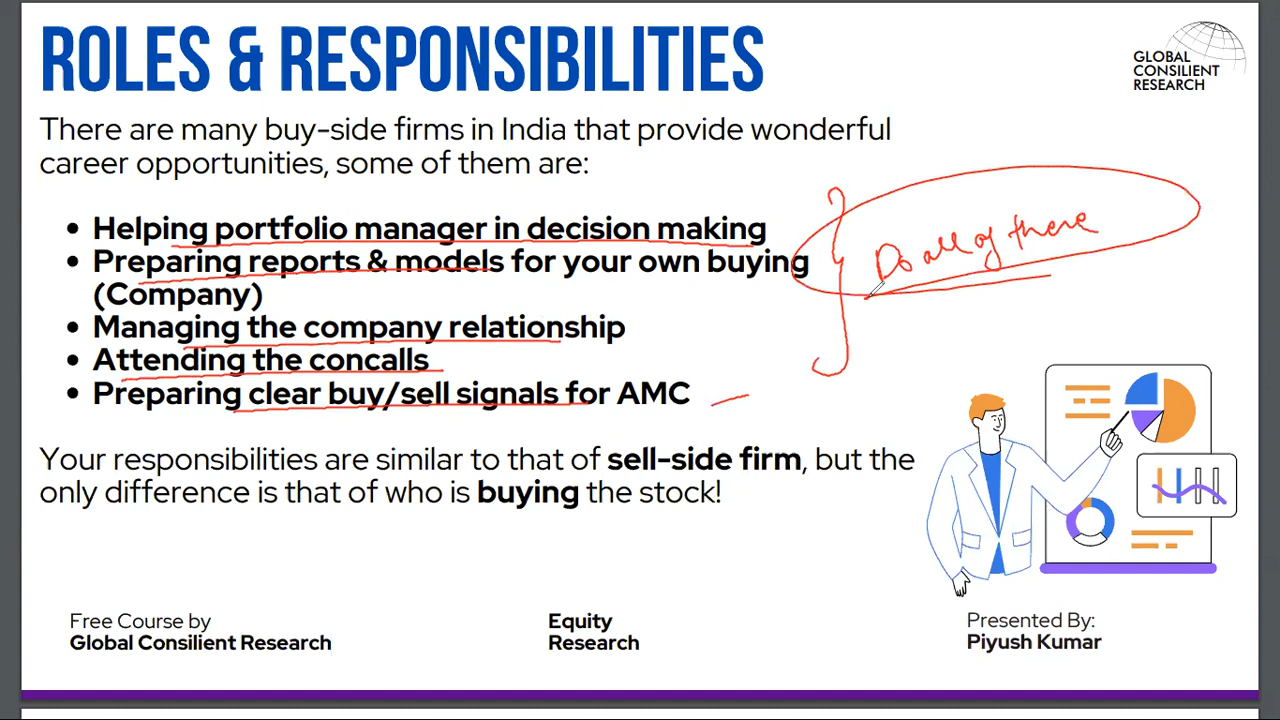 ROLES & RESPONSIBILITIES
GLOBAL
CONSILIENT
RESEARCH
There are many buy-side firms in India that provide wonderful
career opportunities, some of them are:
• Helping portfolio manager in decision making
• Preparing reports & models for your own buying
(Company)
• Managing the company relationship
• Attending the concalls
• Preparing clear buy/sell signals for AMC
Do all of there
Your responsibilities are similar to that of sell-side firm, but the
only difference is that of who is buying the stock!
Free Course by
Global Consilient Research
Equity
Research
Presented By:
Piyush Kumar